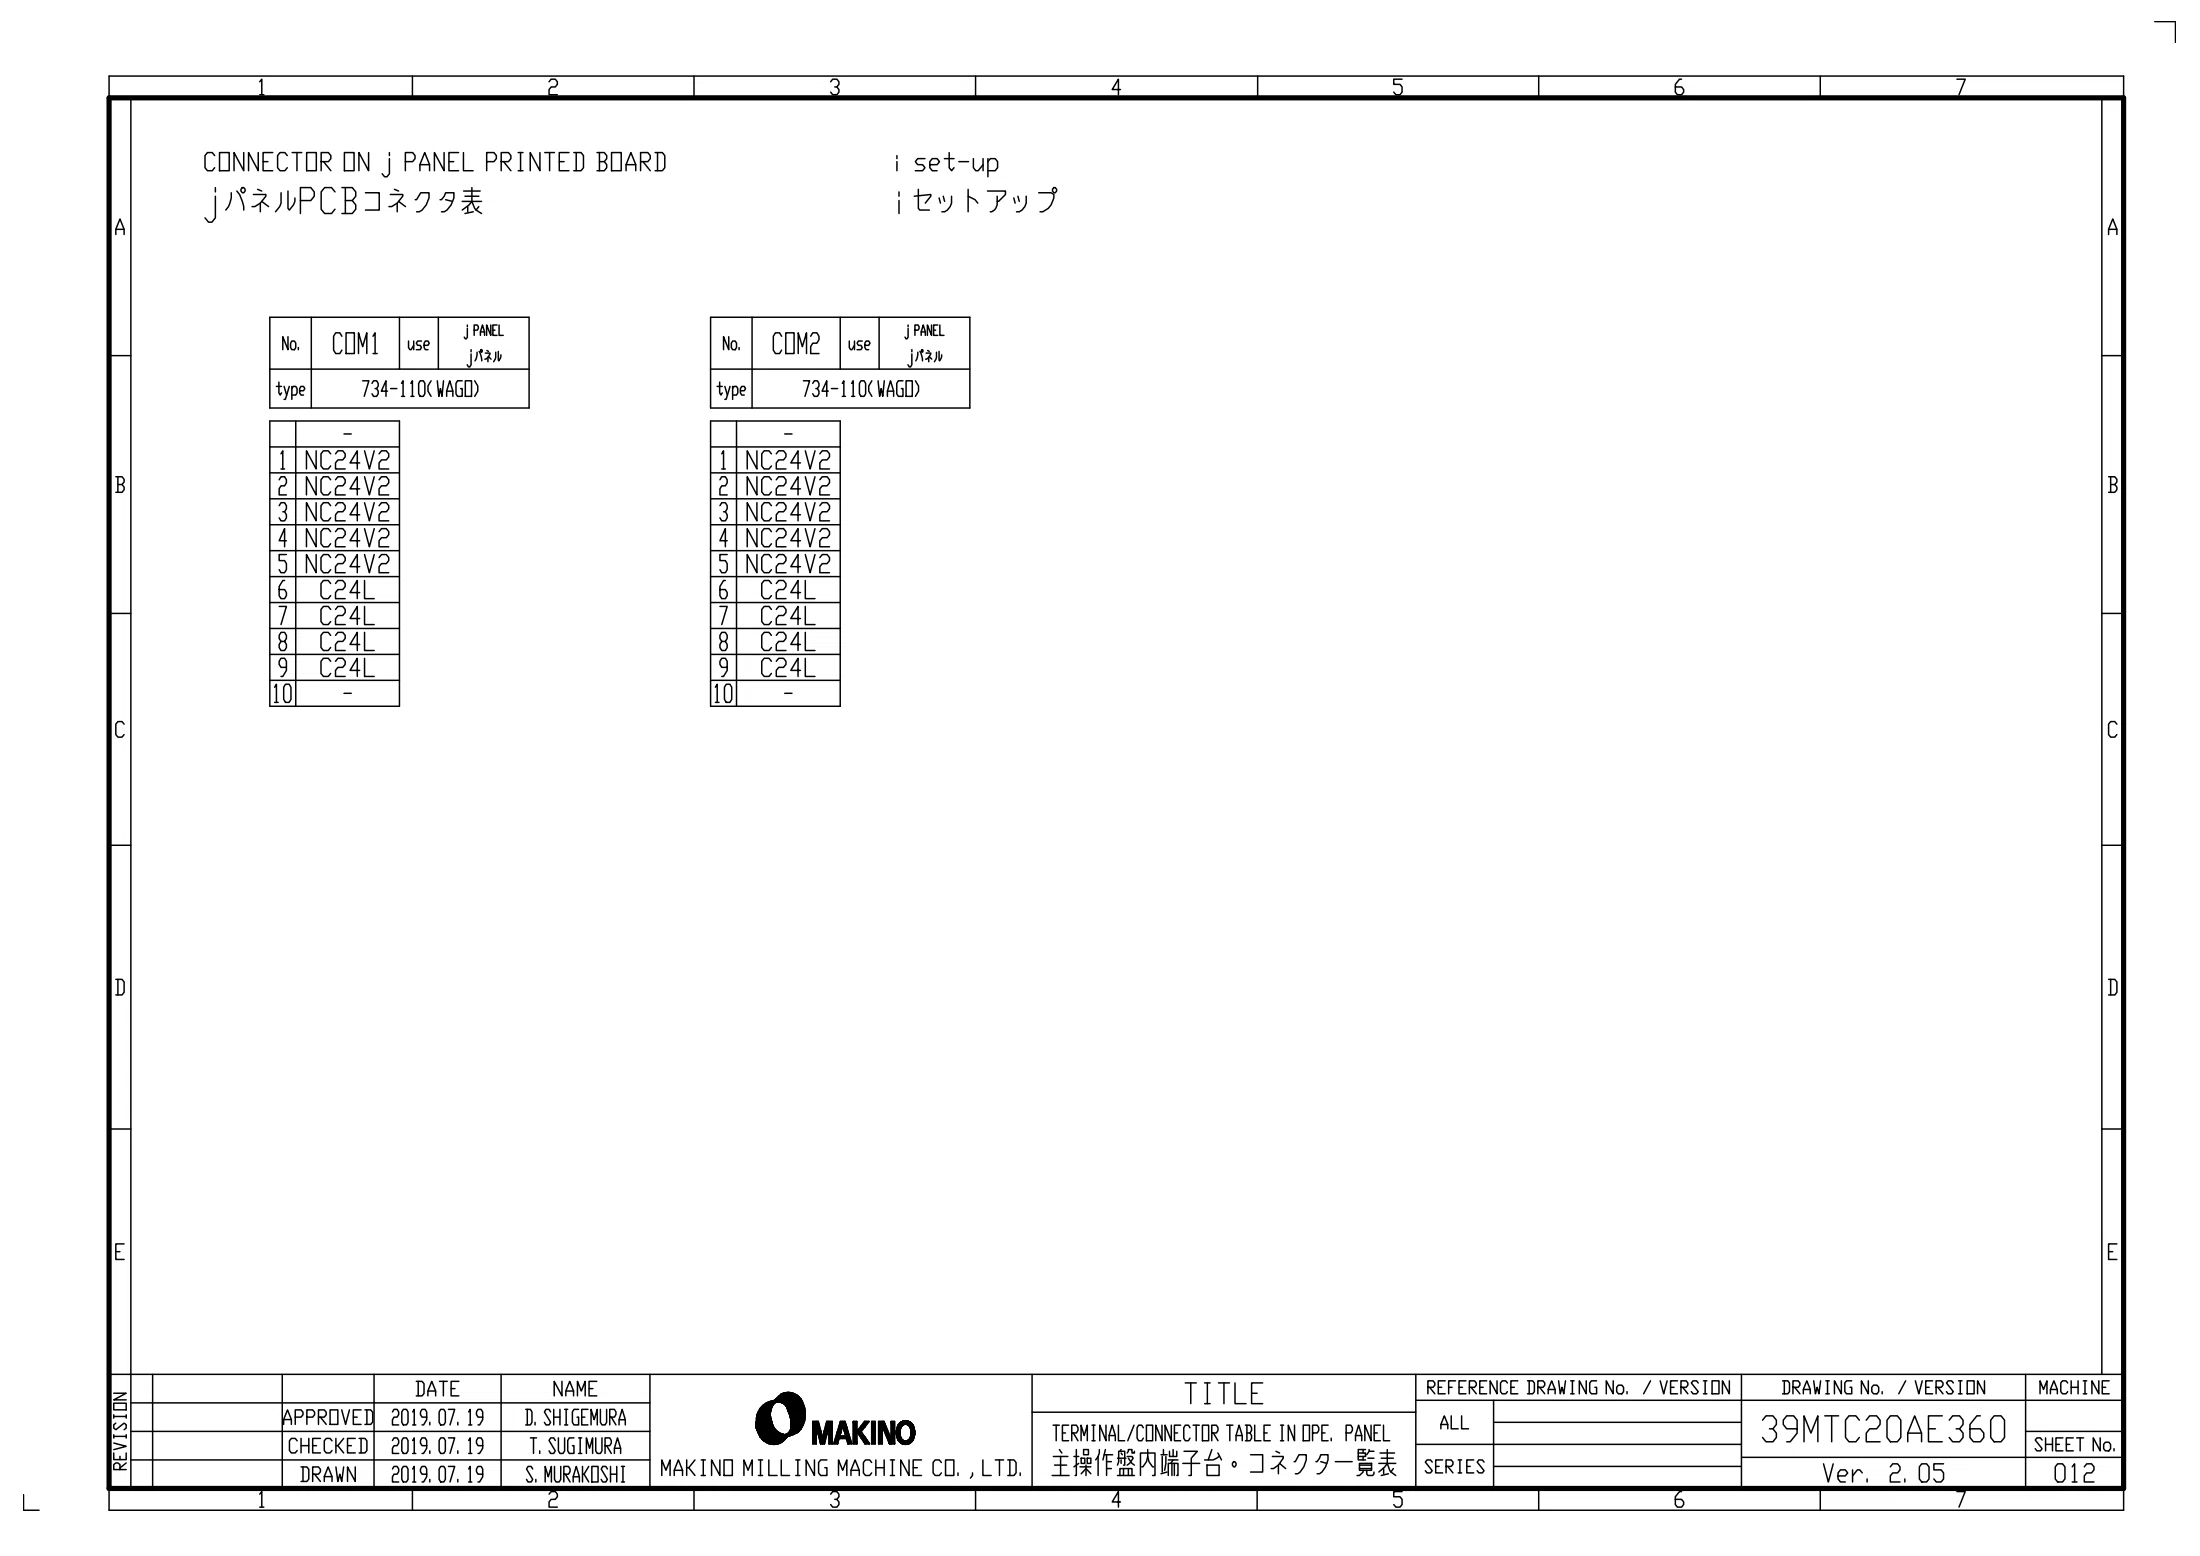 1 2 3 4 5 6 7
CONNECTOR ON j PANEL PRINTED BOARD
jパネルPCBコネクタ表
i set-up
iセットアップ
A A
No. COM1 use j PANEL
jパネル
type 734-110(WAGO)
-
1 NC24V2
2 NC24V2
3 NC24V2
4 NC24V2
5 NC24V2
6 C24L
7 C24L
8 C24L
9 C24L
10 -
No. COM2 use j PANEL
jパネル
type 734-110(WAGO)
-
1 NC24V2
2 NC24V2
3 NC24V2
4 NC24V2
5 NC24V2
6 C24L
7 C24L
8 C24L
9 C24L
10 -
B B
C C
D D
E E
REVISION
DATE NAME
APPROVED 2019.07.19 D. SHIGEMURA
CHECKED 2019.07.19 T. SUGIMURA
DRAWN 2019.07.19 S. MURAKOSHI
MAKINO
MAKINO MILLING MACHINE CO.,LTD.
TITLE
TERMINAL/CONNECTOR TABLE IN OPE. PANEL
主操作盤内端子台。コネクタ一覧表
REFERENCE DRAWING No. / VERSION
ALL
SERIES
DRAWING No. / VERSION
39MTC20AE360
Ver. 2.05
MACHINE
SHEET No.
012
1 2 3 4 5 6 7